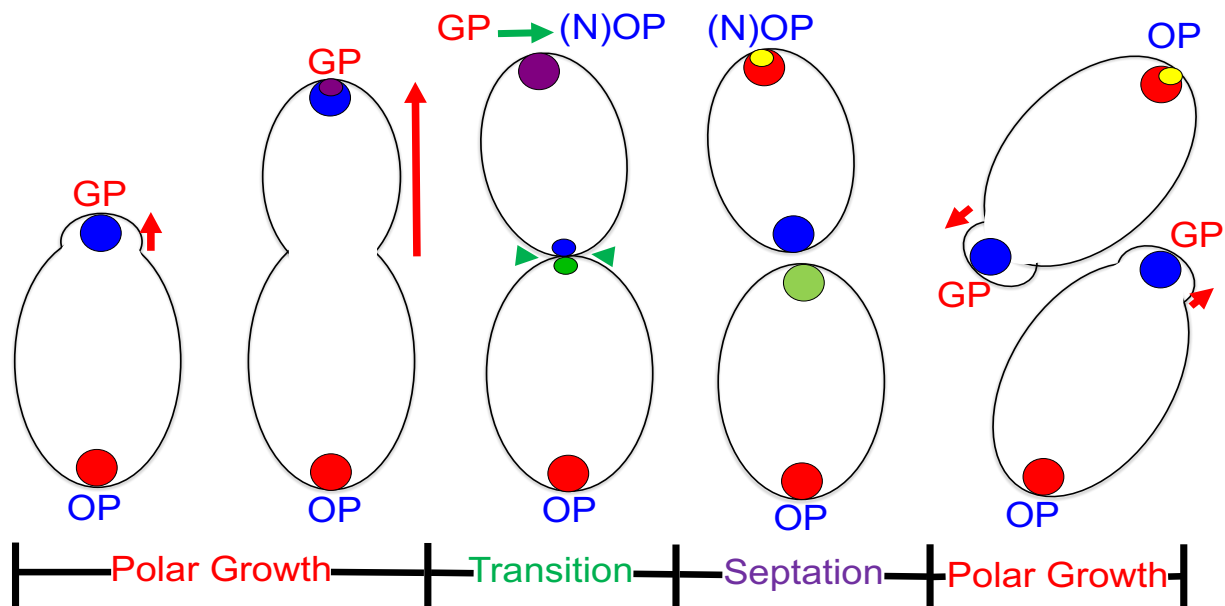 GP
OP
GP
OP
GP (N)OP
OP
(N)OP
OP
OP
GP
GP
OP
Polar Growth
Transition
Septation
Polar Growth